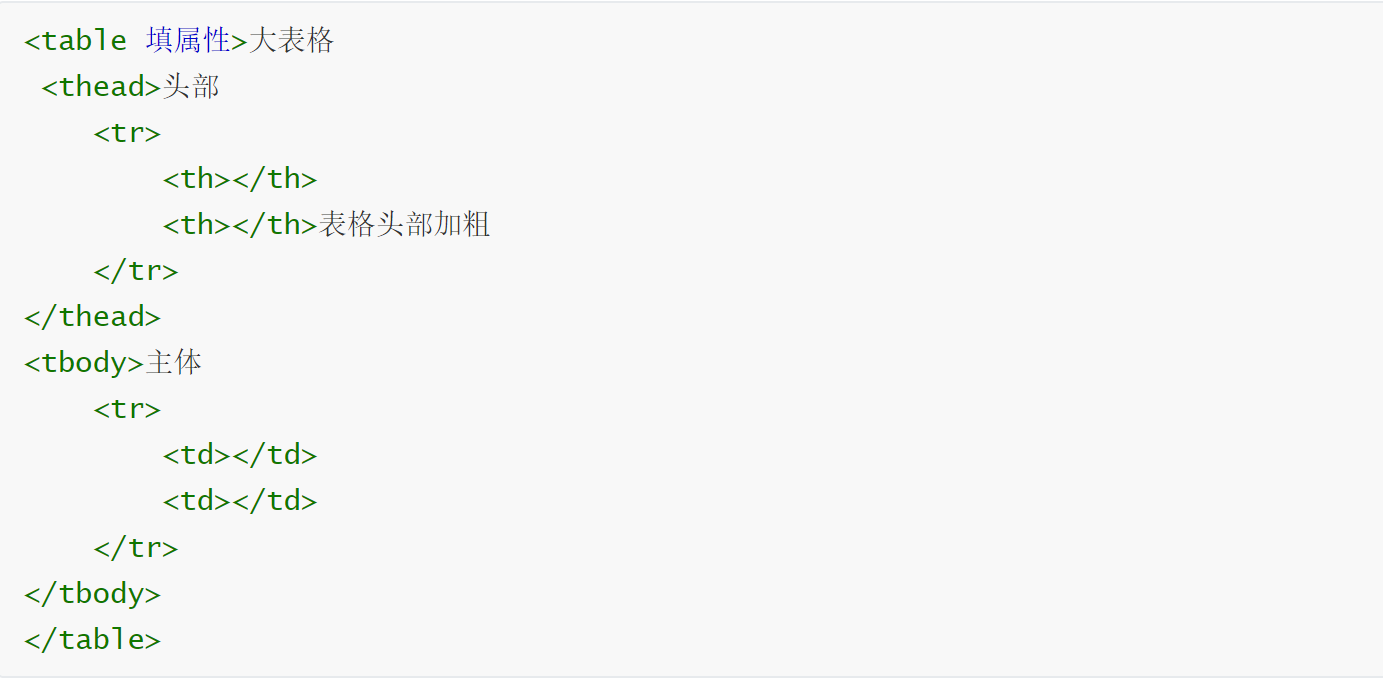 <table 填属性>大表格
<thead>头部
<tr>
<th></th>
<th></th>表格头部加粗
</tr>
</thead>
<tbody>主体
<tr>
<td></td>
<td></td>
</tr>
</tbody>
</table>